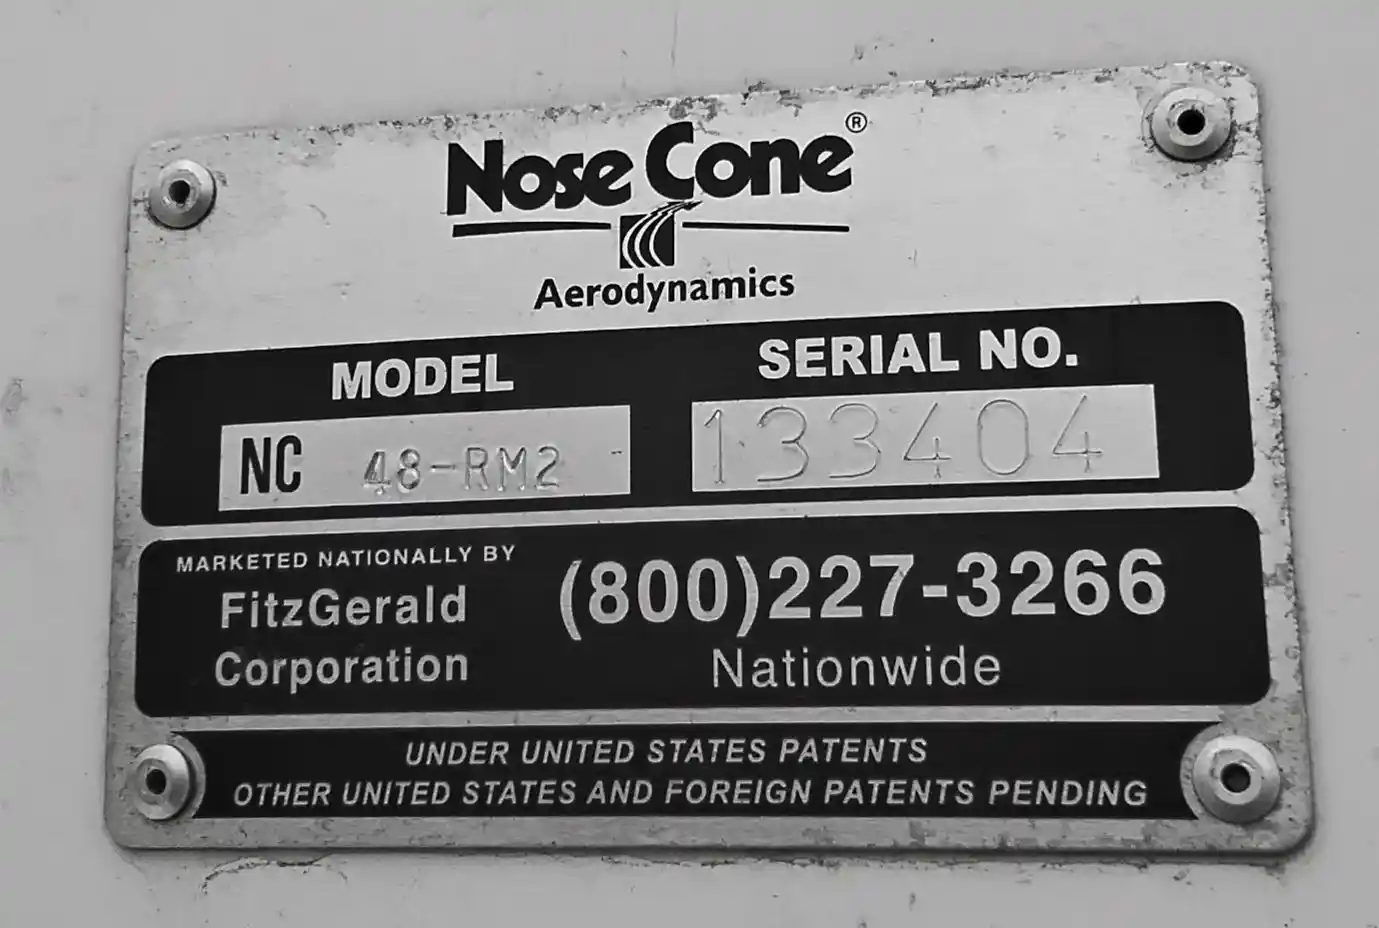 Nose Cone®
Aerodynamics
MODEL SERIAL NO.
NC 48-RM2 133404
MARKETED NATIONALLY BY
FitzGerald
Corporation
(800)227-3266
Nationwide
UNDER UNITED STATES PATENTS
OTHER UNITED STATES AND FOREIGN PATENTS PENDING